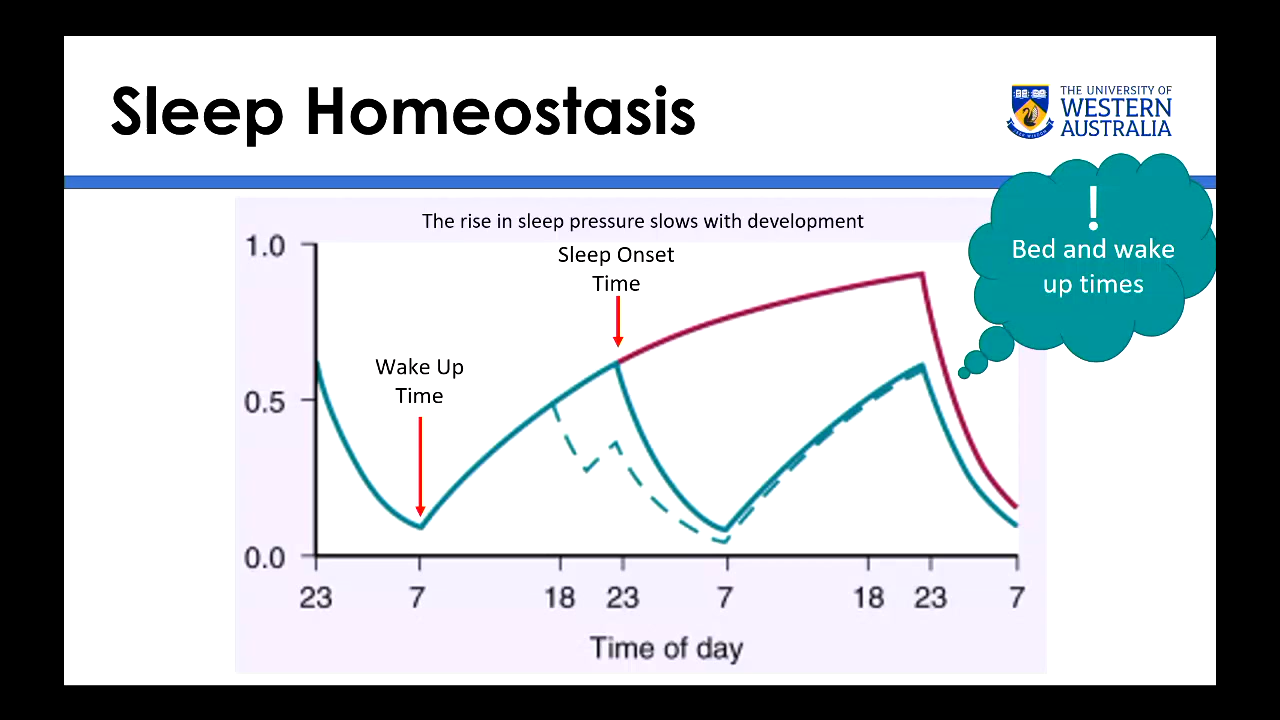 Sleep Homeostasis
THE UNIVERSITY OF
WESTERN
AUSTRALIA
!
Bed and wake
up times
The rise in sleep pressure slows with development
1.0
Sleep Onset
Time
Wake Up
Time
0.5
0.0
23 7 18 23 7 18 23 7
Time of day